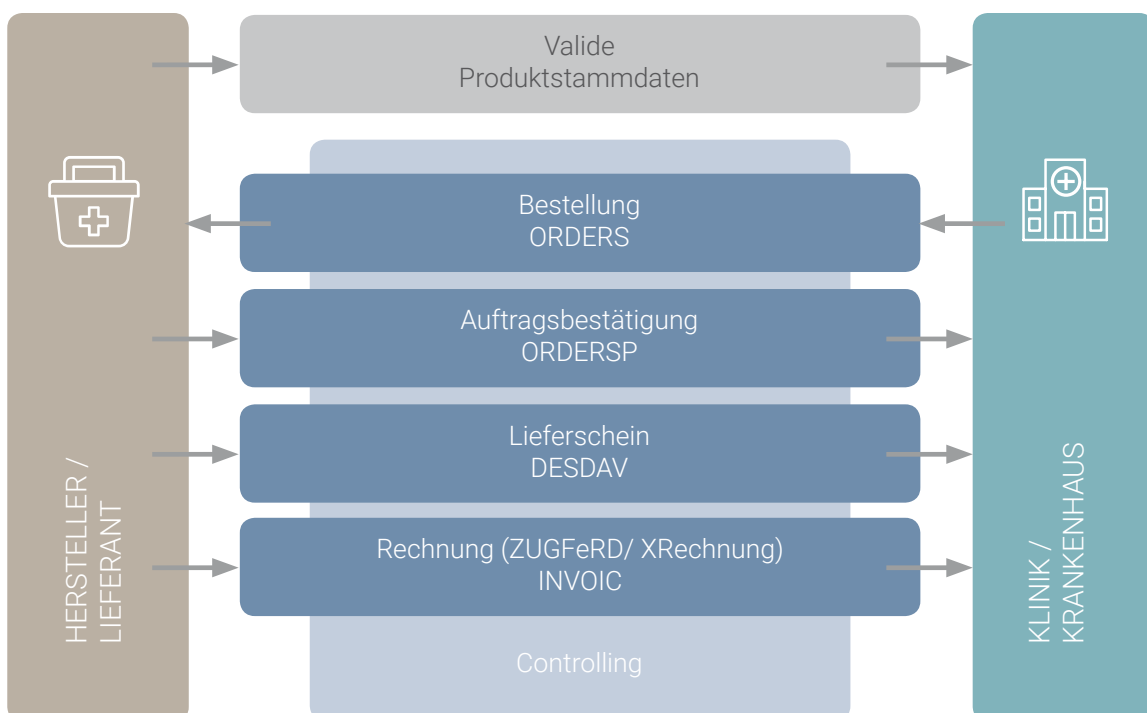 Valide
Produktstammdaten
Bestellung
ORDERS
Auftragsbestätigung
ORDERSP
Lieferschein
DESDAV
Rechnung (ZUGFeRD/ XRechnung)
INVOIC
Controlling
HERSTELLER /
LIEFERANT
KLINIK /
KRANKENHAUS